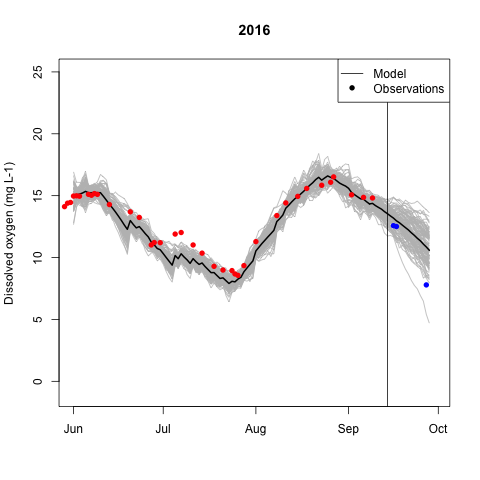 2016
Dissolved oxygen (mg L-1)
25
20
15
10
5
0
Model
Observations
Jun
Jul
Aug
Sep
Oct